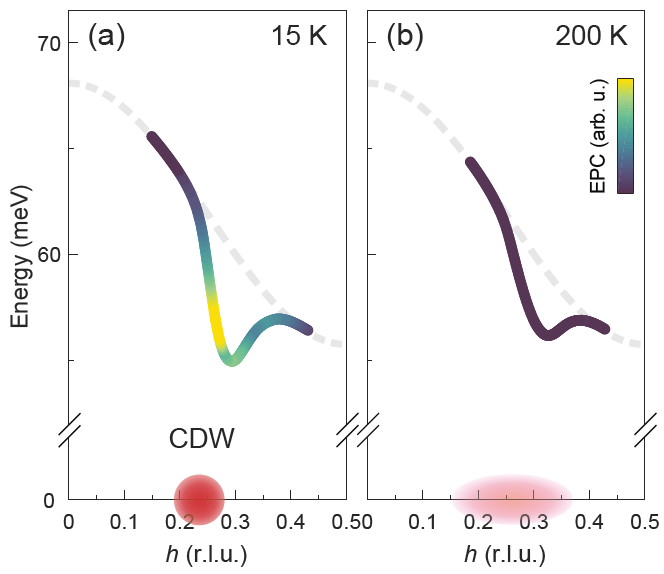 (a) 15 K
(b) 200 K
70
60
0
Energy (meV)
EPC (arb. u.)
CDW
0 0.1 0.2 0.3 0.4 0.50 0.1 0.2 0.3 0.4 0.5
h (r.l.u.)
h (r.l.u.)